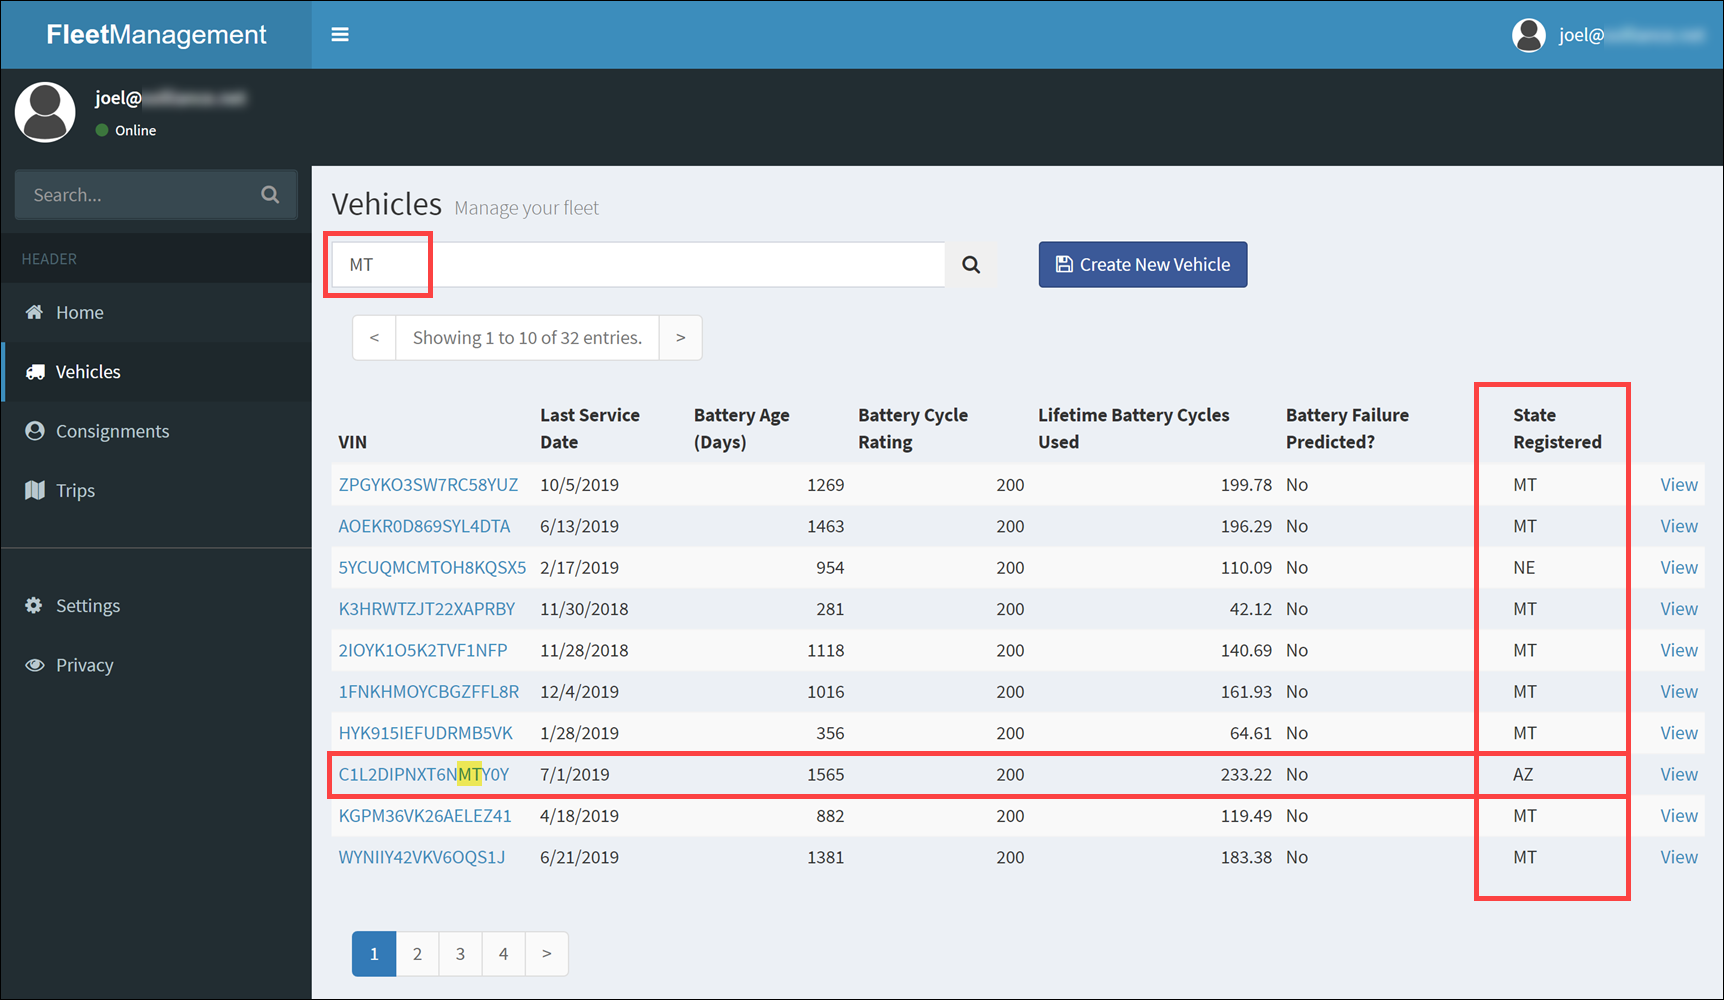 FleetManagement
joel@
joel@
Online
Search...
HEADER
Home
Vehicles
Consignments
Trips
Settings
Privacy
Vehicles Manage your fleet
MT
Create New Vehicle
< Showing 1 to 10 of 32 entries. >
VIN Last Service Date Battery Age (Days) Battery Cycle Rating Lifetime Battery Cycles Used Battery Failure Predicted? State Registered
ZPGYKO3SW7RC58YUZ 10/5/2019 1269 200 199.78 No MT View
AOEKR0D869SYL4DTA 6/13/2019 1463 200 196.29 No MT View
5YCUQMCMTOH8KQSX5 2/17/2019 954 200 110.09 No NE View
K3HRWTZJT22XAPRBY 11/30/2018 281 200 42.12 No MT View
2IOYK1O5K2TVF1NFP 11/28/2018 1118 200 140.69 No MT View
1FNKHMOYCBGZFFL8R 12/4/2019 1016 200 161.93 No MT View
HYK915IEFUDRMB5VK 1/28/2019 356 200 64.61 No MT View
C1L2DIPNXT6NMTY0Y 7/1/2019 1565 200 233.22 No AZ View
KGPM36VK26AELEZ41 4/18/2019 882 200 119.49 No MT View
WYNIIY42VKV6OQS1J 6/21/2019 1381 200 183.38 No MT View
1 2 3 4 >